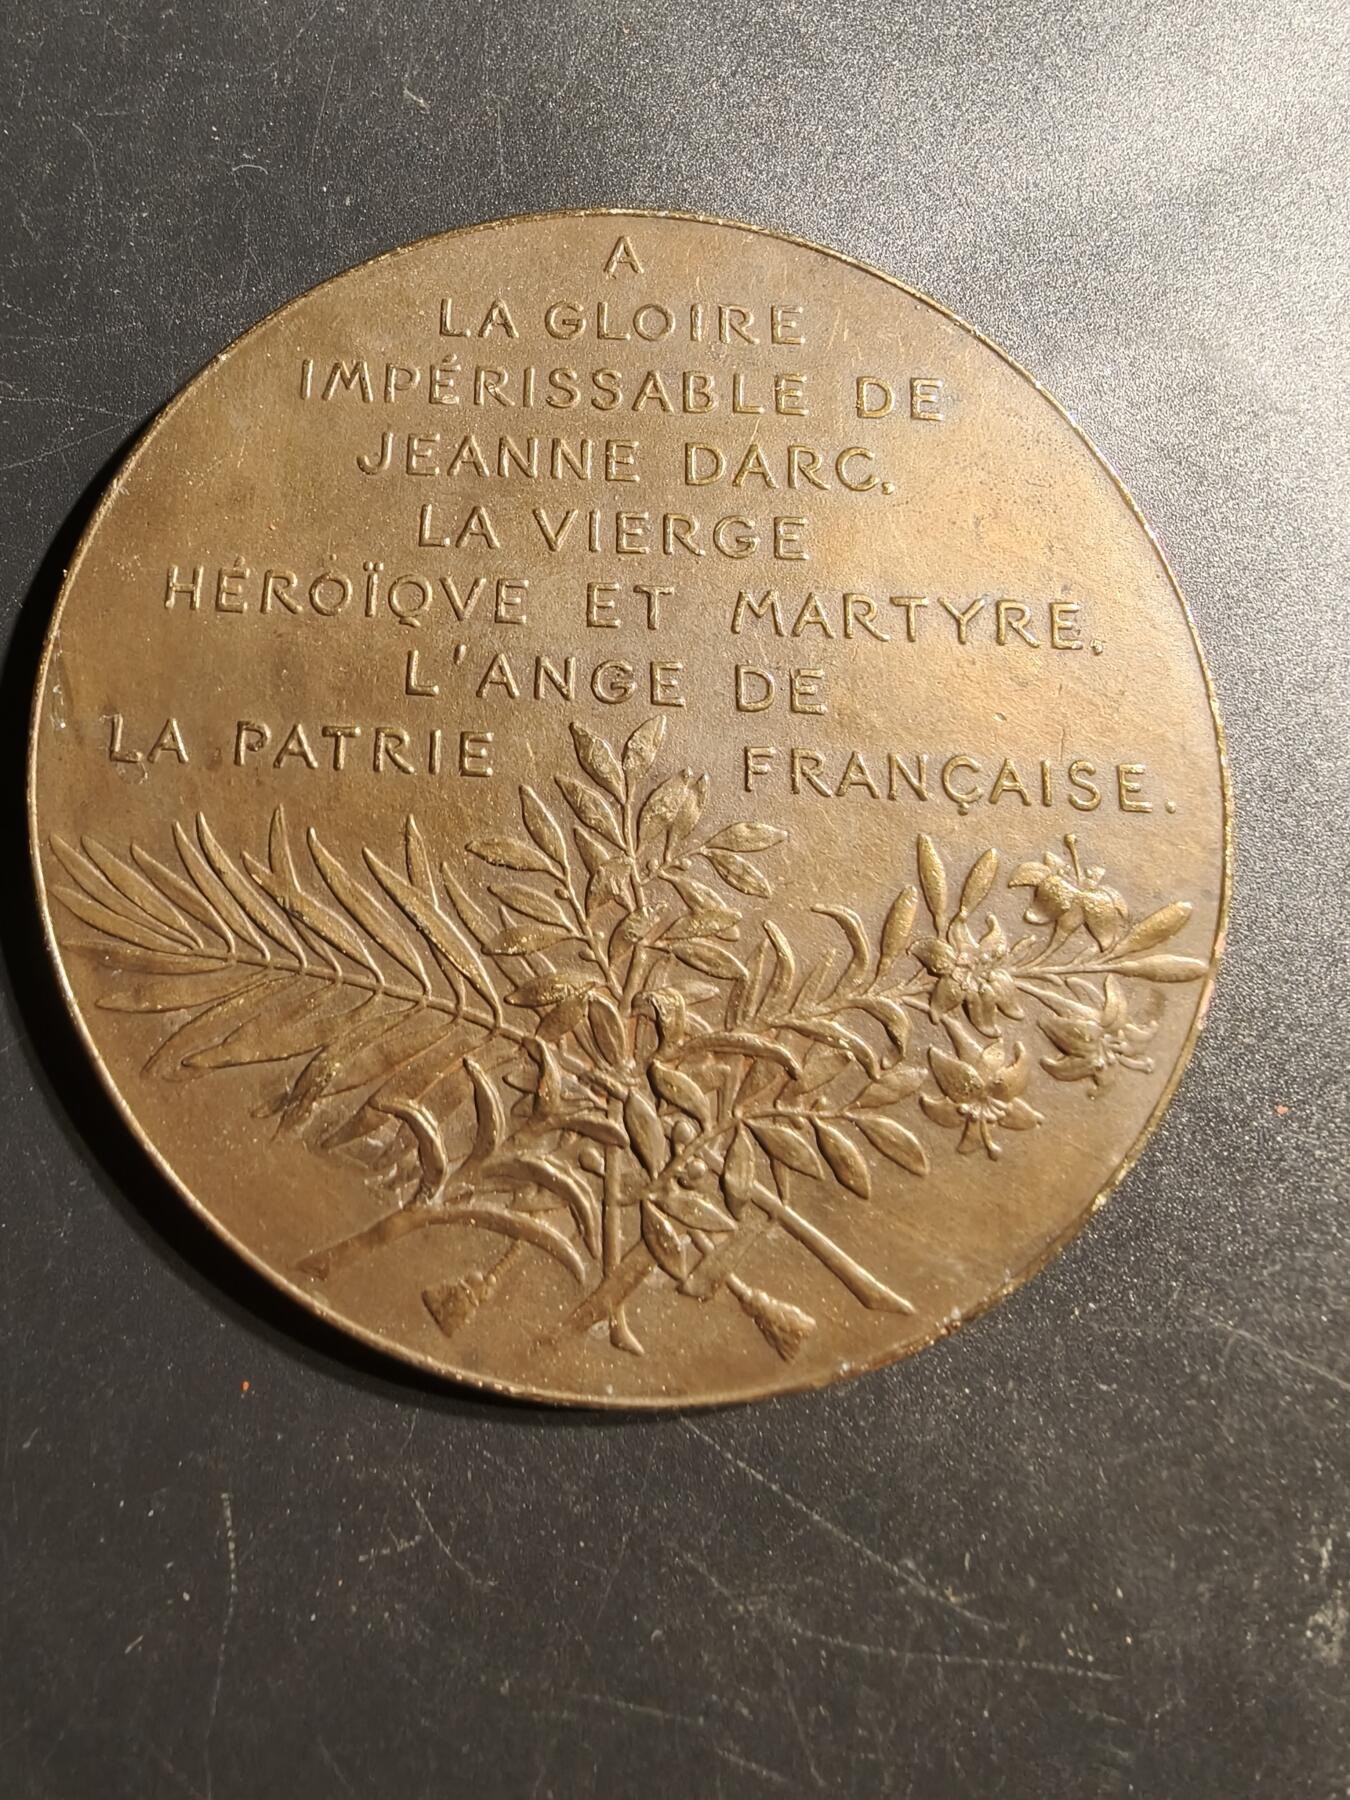 A
LA GLOIRE
IMPÉRISSABLE DE
JEANNE DARC.
LA VIERGE
HÉROÏQVE ET MARTYRE.
L'ANGE DE
LA PATRIE FRANÇAISE.